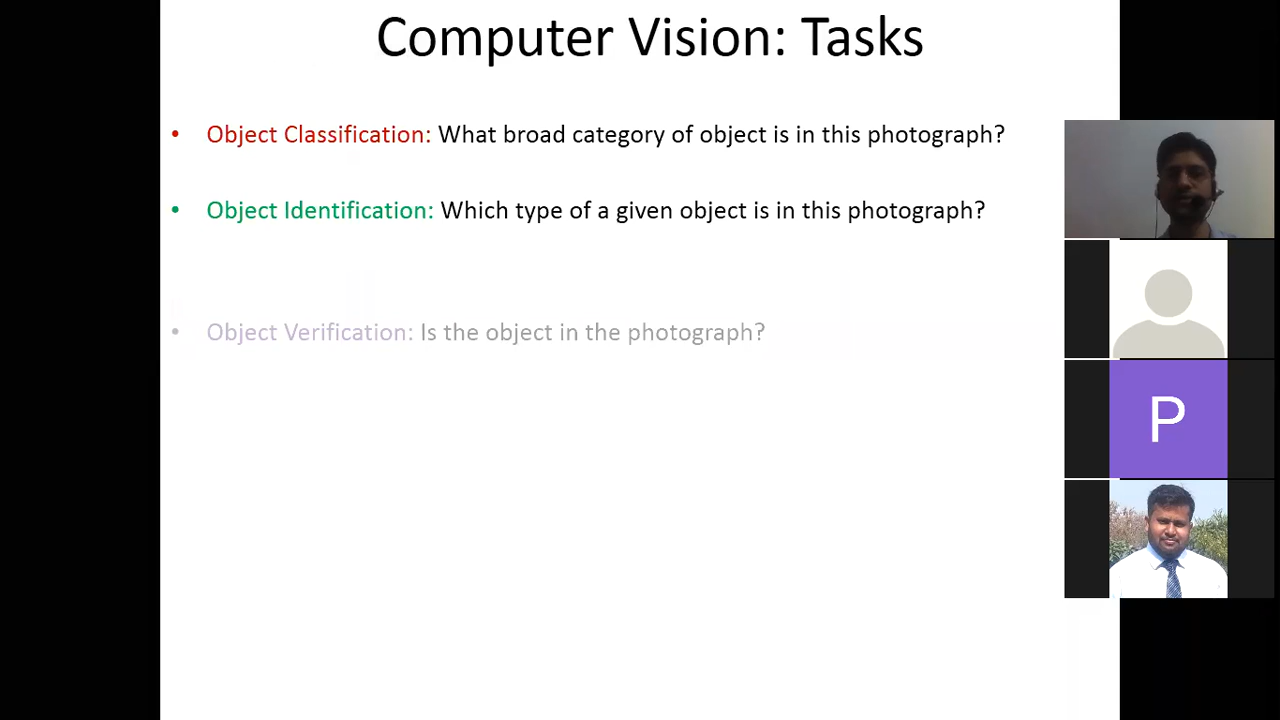 Computer Vision: Tasks
• Object Classification: What broad category of object is in this photograph?
• Object Identification: Which type of a given object is in this photograph?
• Object Verification: Is the object in the photograph?
P